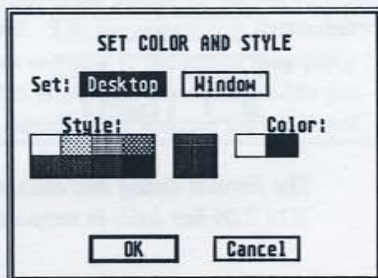 SET COLOR AND STYLE
Set: Desktop Window
Style: Color:
OK Cancel